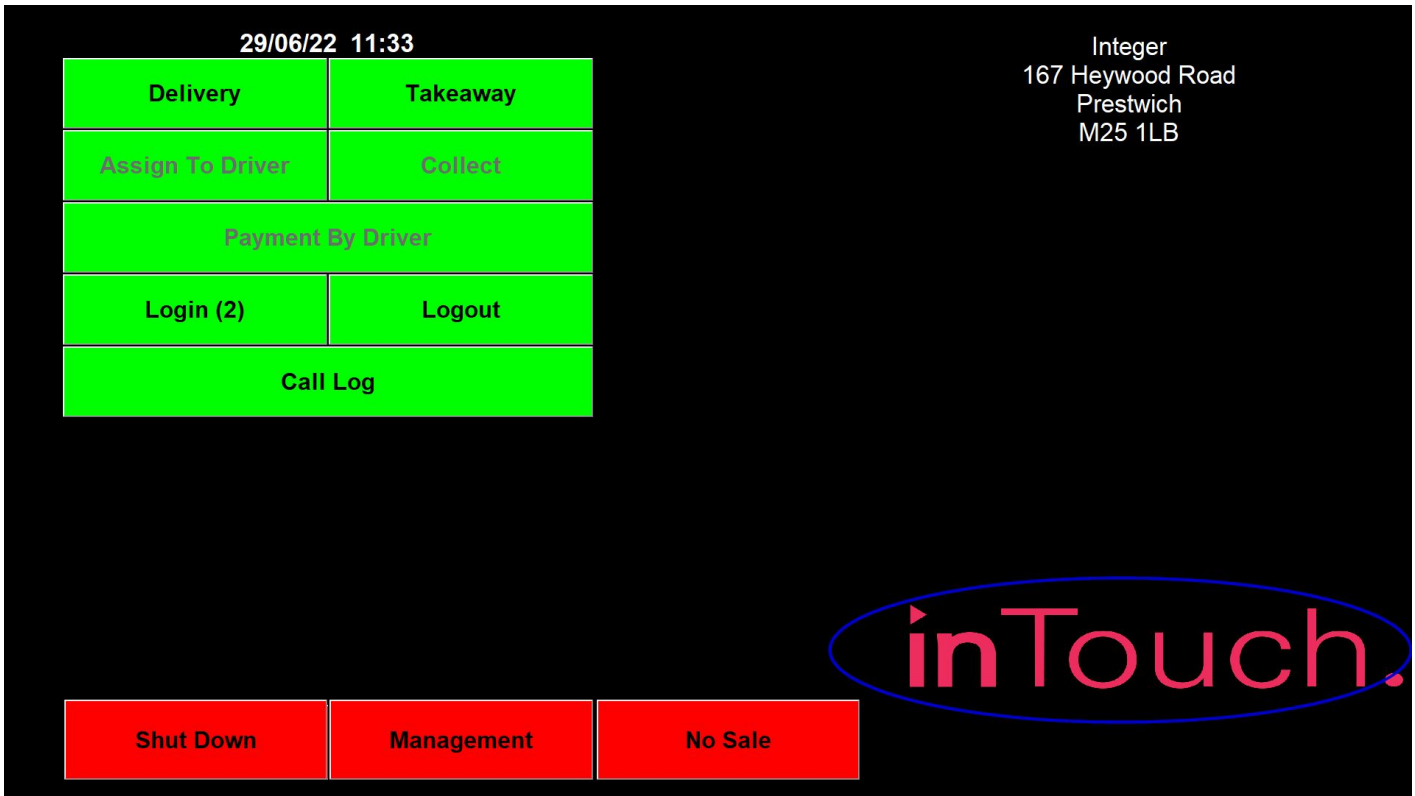 29/06/22 11:33
Delivery
Takeaway
Assign To Driver
Collect
Payment By Driver
Login (2)
Logout
Call Log
Integer
167 Heywood Road
Prestwich
M25 1LB
inTouch.
Shut Down
Management
No Sale